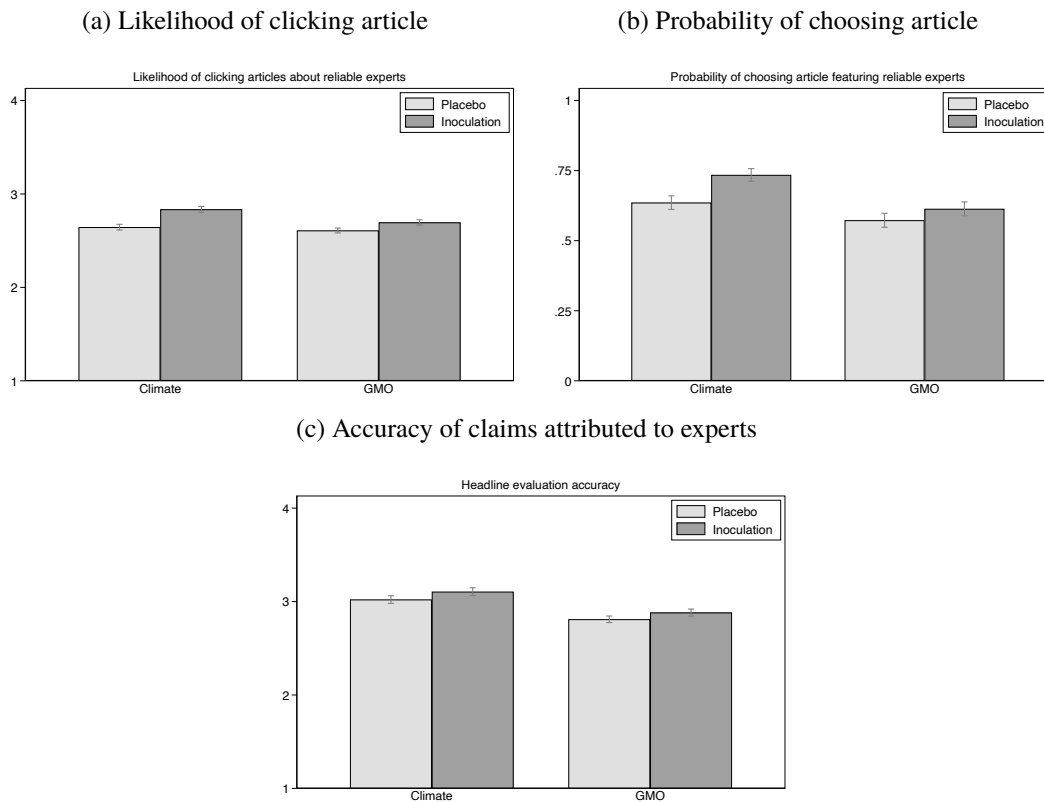 (a) Likelihood of clicking article
Likelihood of clicking articles about reliable experts
4
3
2
1
Placebo
Inoculation
Climate
GMO
(b) Probability of choosing article
Probability of choosing article featuring reliable experts
1
.75
.5
.25
0
Placebo
Inoculation
Climate
GMO
(c) Accuracy of claims attributed to experts
Headline evaluation accuracy
4
3
2
1
Placebo
Inoculation
Climate
GMO